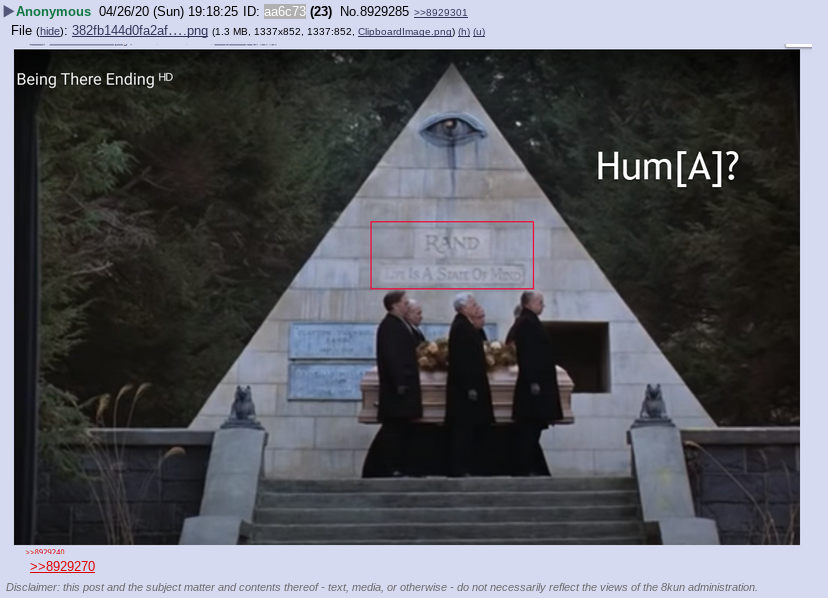 Anonymous 04/26/20 (Sun) 19:18:25 ID: aa6c73 (23) No.8929285 >>8929301
File (hide): 382fb144d0fa2af….png (1.3 MB, 1337x852, 1337:852, ClipboardImage.png) (h) (u)
Being There Ending HD
Hum[A]?
RAND
LIFE IS A STATE OF MIND
>>8929240
>>8929270
Disclaimer: this post and the subject matter and contents thereof - text, media, or otherwise - do not necessarily reflect the views of the 8kun administration.